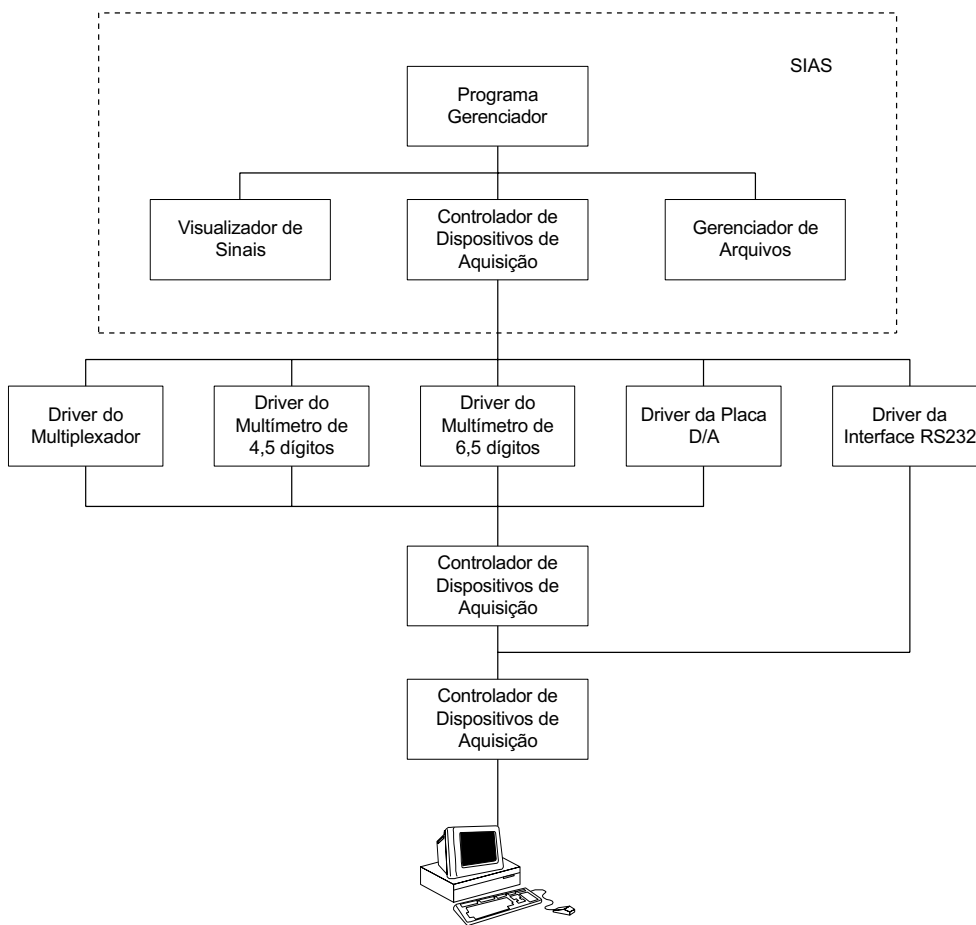 SIAS
Programa
Gerenciador
Visualizador de
Sinais
Controlador de
Dispositivos de
Aquisição
Gerenciador de
Arquivos
Driver do
Multiplexador
Driver do
Multímetro de
4,5 dígitos
Driver do
Multímetro de
6,5 dígitos
Driver da Placa
D/A
Driver da
Interface RS232
Controlador de
Dispositivos de
Aquisição
Controlador de
Dispositivos de
Aquisição